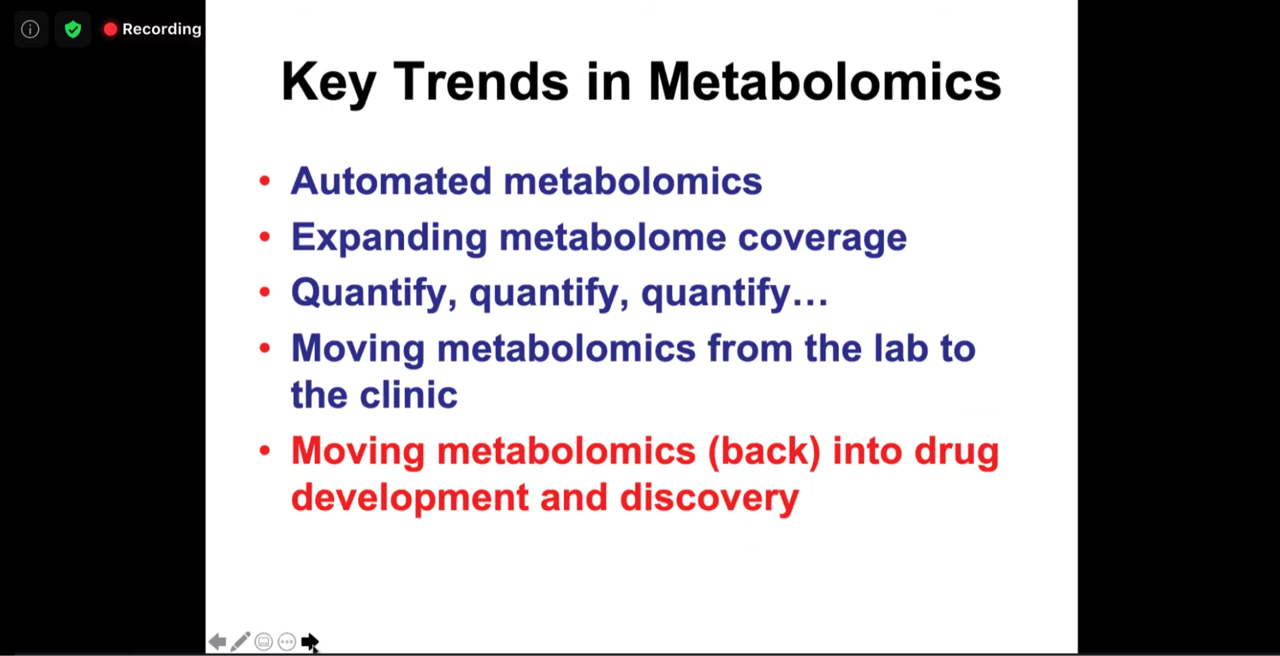 Recording
Key Trends in Metabolomics
• Automated metabolomics
• Expanding metabolome coverage
• Quantify, quantify, quantify…
• Moving metabolomics from the lab to
the clinic
• Moving metabolomics (back) into drug
development and discovery